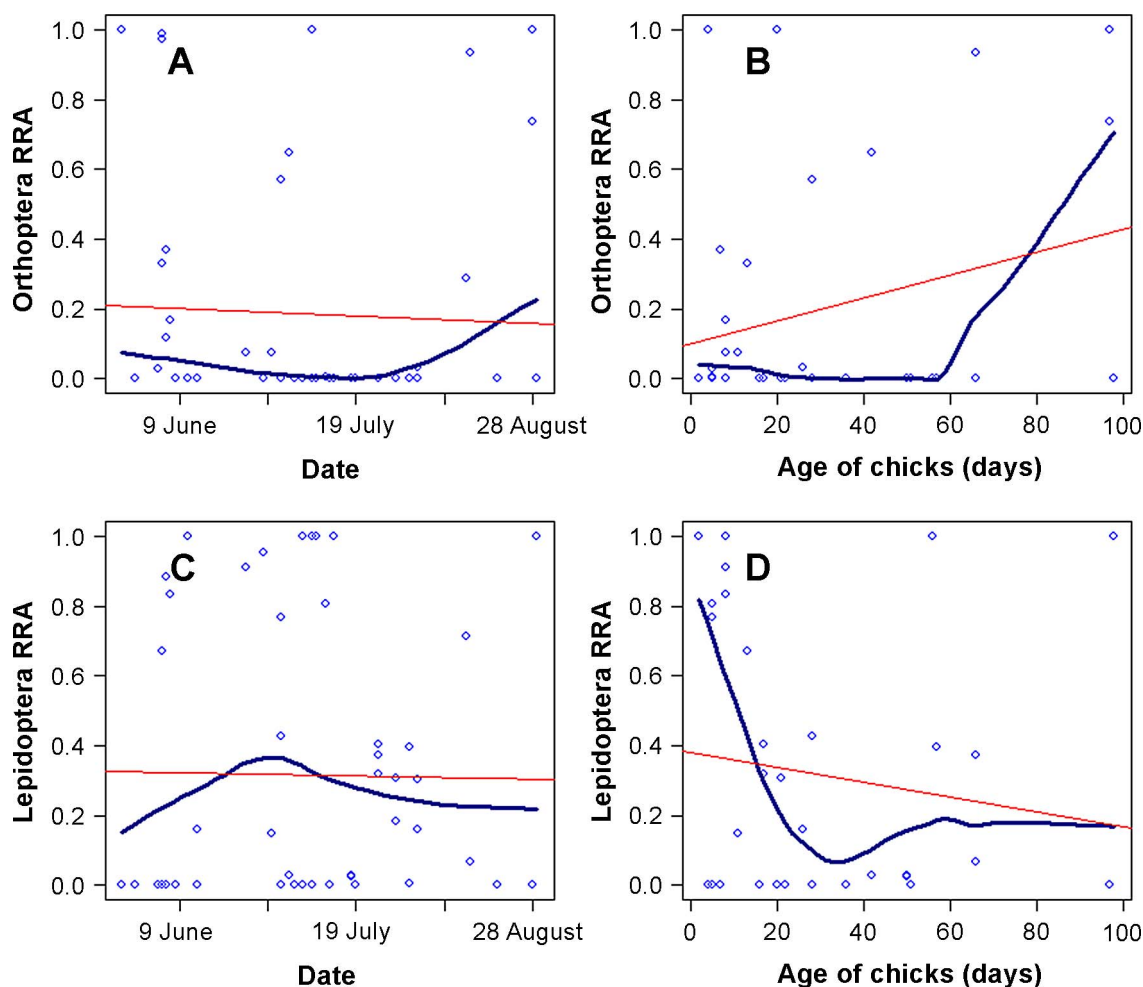 A
Orthoptera RRA
1.0
0.8
0.6
0.4
0.2
0.0
9 June
19 July
28 August
Date
B
Orthoptera RRA
1.0
0.8
0.6
0.4
0.2
0.0
0
20
40
60
80
100
Age of chicks (days)
C
Lepidoptera RRA
1.0
0.8
0.6
0.4
0.2
0.0
9 June
19 July
28 August
Date
D
Lepidoptera RRA
1.0
0.8
0.6
0.4
0.2
0.0
0
20
40
60
80
100
Age of chicks (days)